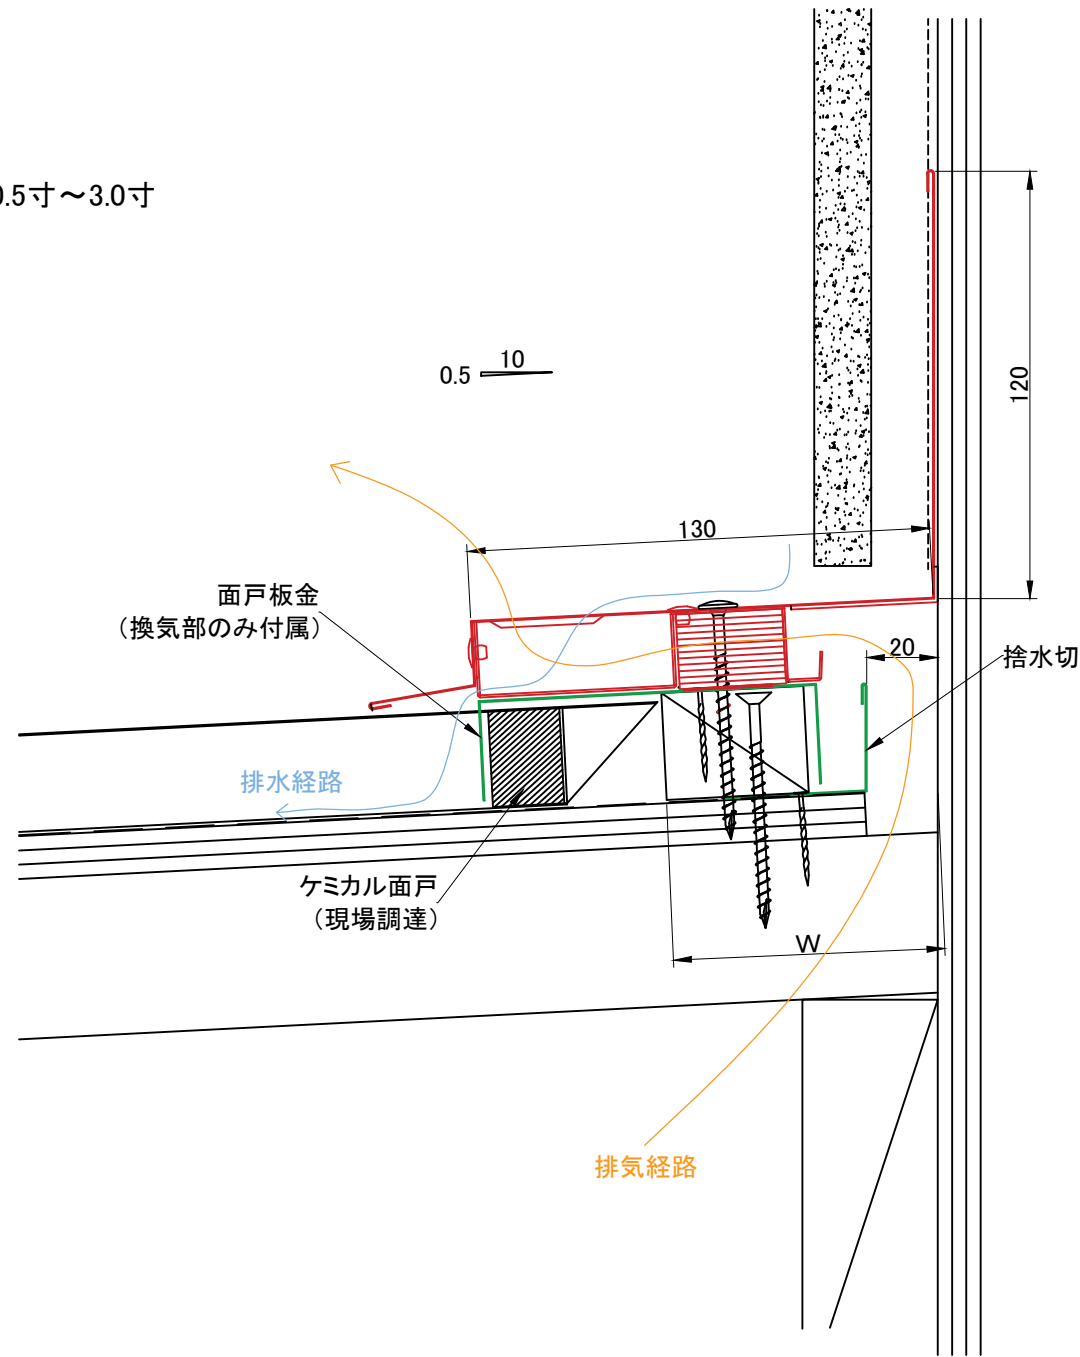 0.5寸～3.0寸
10
0.5
120
130
面戸板金
（換気部のみ付属）
20
捨水切
排水経路
ケミカル面戸
（現場調達）
W
排気経路